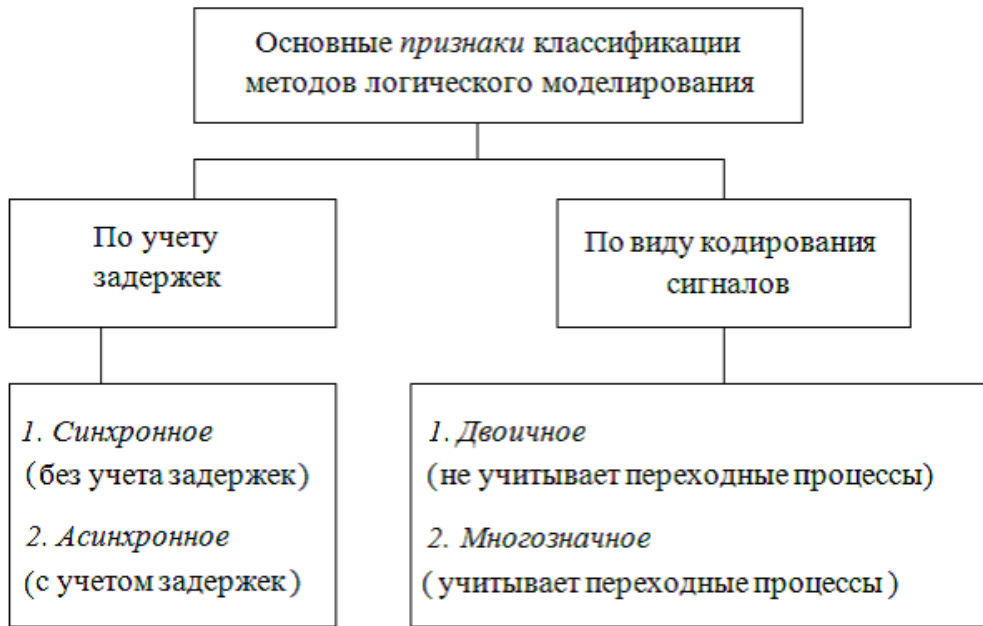 Основные признаки классификации
методов логического моделирования
По учету
задержек
По виду кодирования
сигналов
1. Синхронное
(без учета задержек)
2. Асинхронное
(с учетом задержек)
1. Двоичное
(не учитывает переходные процессы)
2. Многозначное
( учитывает переходные процессы )